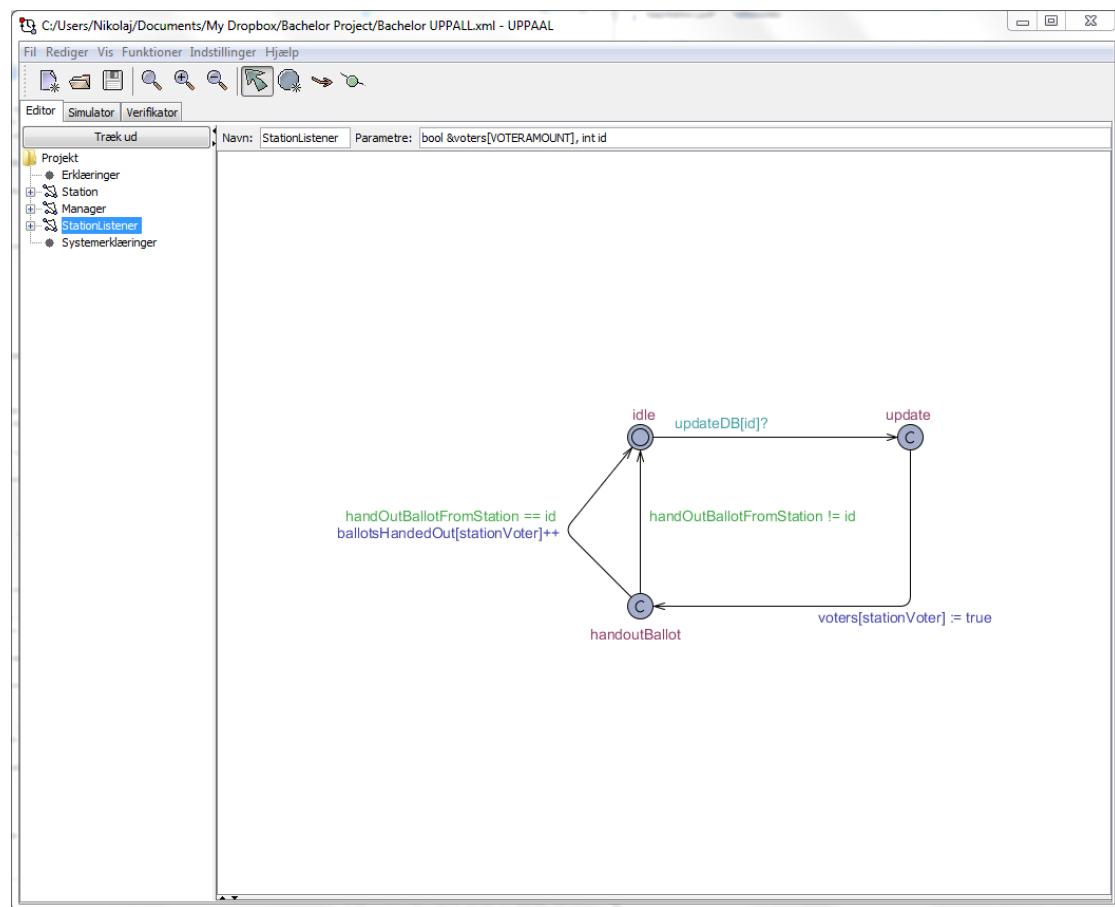 C:/Users/Nikolaj/Documents/My Dropbox/Bachelor Project/Bachelor UPPALL.xml - UPPAAL
Fil Rediger Vis Funktioner Indstillinger Hjælp
Editor Simulator Verifikator
Træk ud
Navn: StationListener Parametre: bool &voters[VOTERAMOUNT], int id
Projekt
Erklæringer
Station
Manager
StationListener
Systemerklæringer
idle
updateDB[id]?
update
C
handOutBallotFromStation == id
ballotsHandedOut[stationVoter]++
handOutBallotFromStation != id
C
handoutBallot
voters[stationVoter] := true